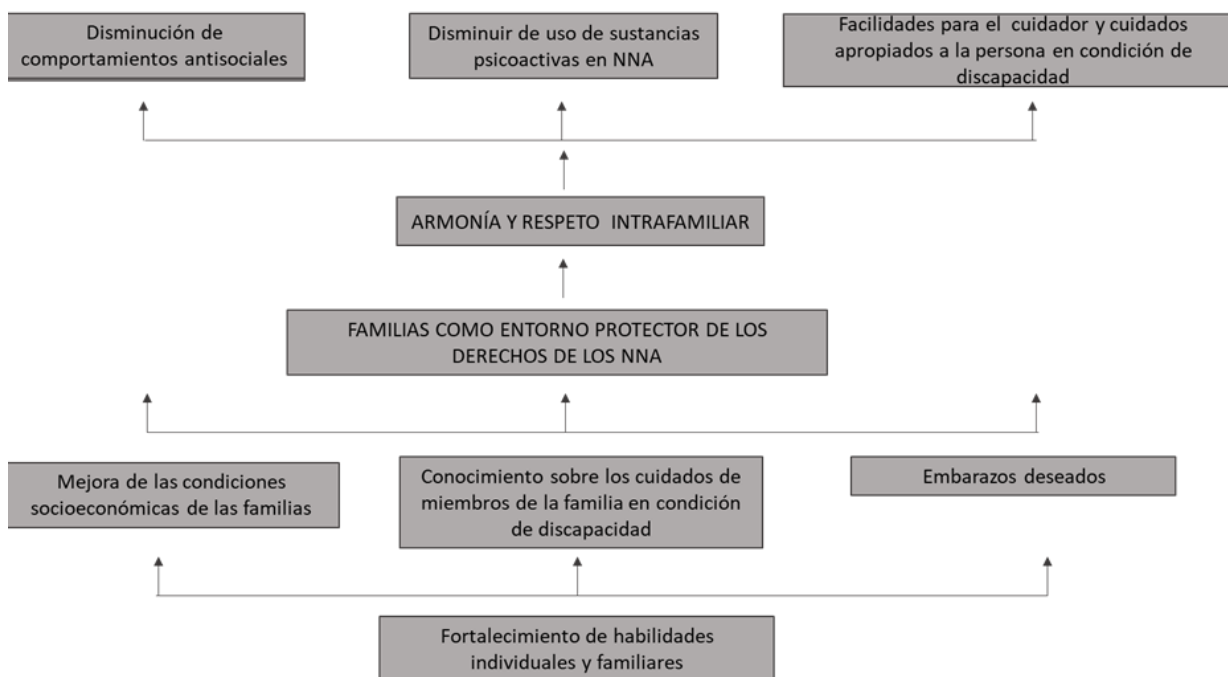 Disminución de
comportamientos antisociales
Disminuir de uso de sustancias
psicoactivas en NNA
Facilidades para el cuidador y cuidados
apropiados a la persona en condición de
discapacidad
ARMONÍA Y RESPETO INTRAFAMILIAR
FAMILIAS COMO ENTORNO PROTECTOR DE LOS
DERECHOS DE LOS NNA
Mejora de las condiciones
socioeconómicas de las familias
Conocimiento sobre los cuidados de
miembros de la familia en condición
de discapacidad
Embarazos deseados
Fortalecimiento de habilidades
individuales y familiares